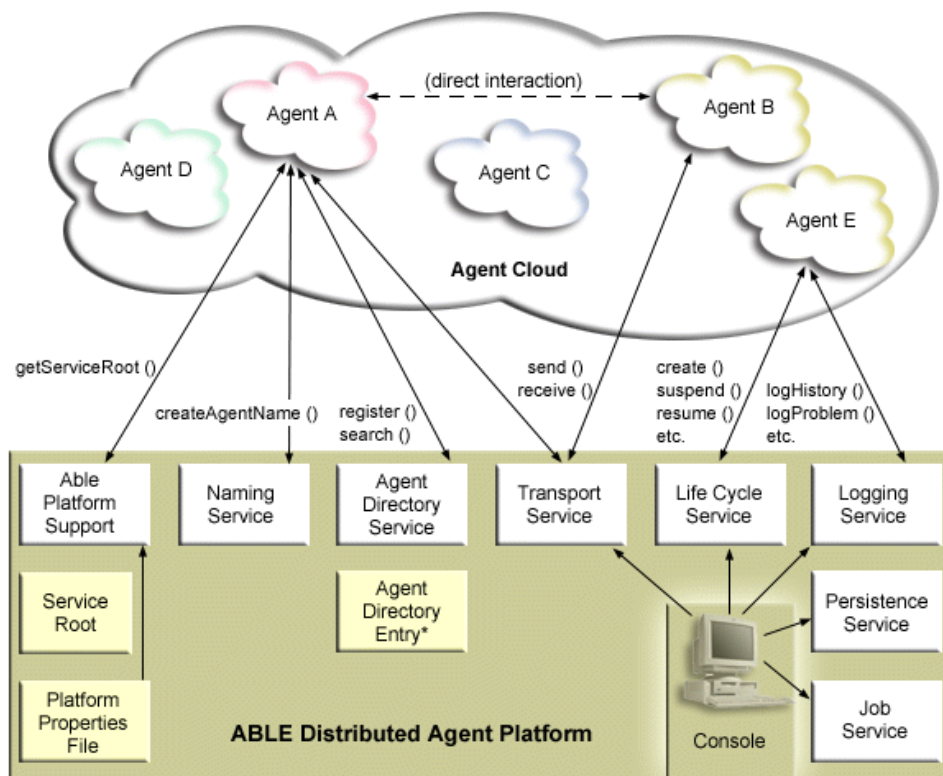 (direct interaction)
Agent A
Agent B
Agent D
Agent C
Agent E
Agent Cloud
getServiceRoot ()
createAgentName ()
register ()
search ()
send ()
receive ()
create ()
suspend ()
resume ()
etc.
logHistory ()
logProblem ()
etc.
Able
Platform
Support
Naming
Service
Agent
Directory
Service
Transport
Service
Life Cycle
Service
Logging
Service
Service
Root
Agent
Directory
Entry*
Persistence
Service
Platform
Properties
File
ABLE Distributed Agent Platform
Console
Job
Service